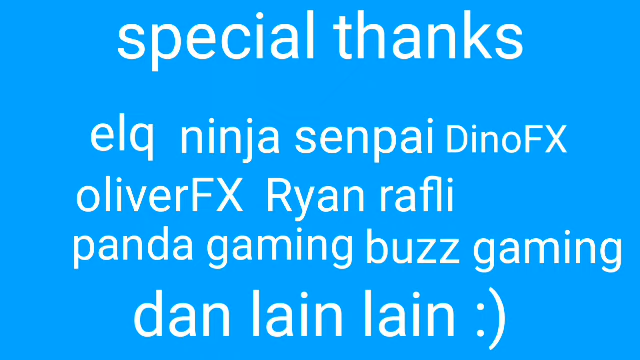 special thanks
elq ninja senpai DinoFX
oliverFX Ryan rafli
panda gaming buzz gaming
dan lain lain :)